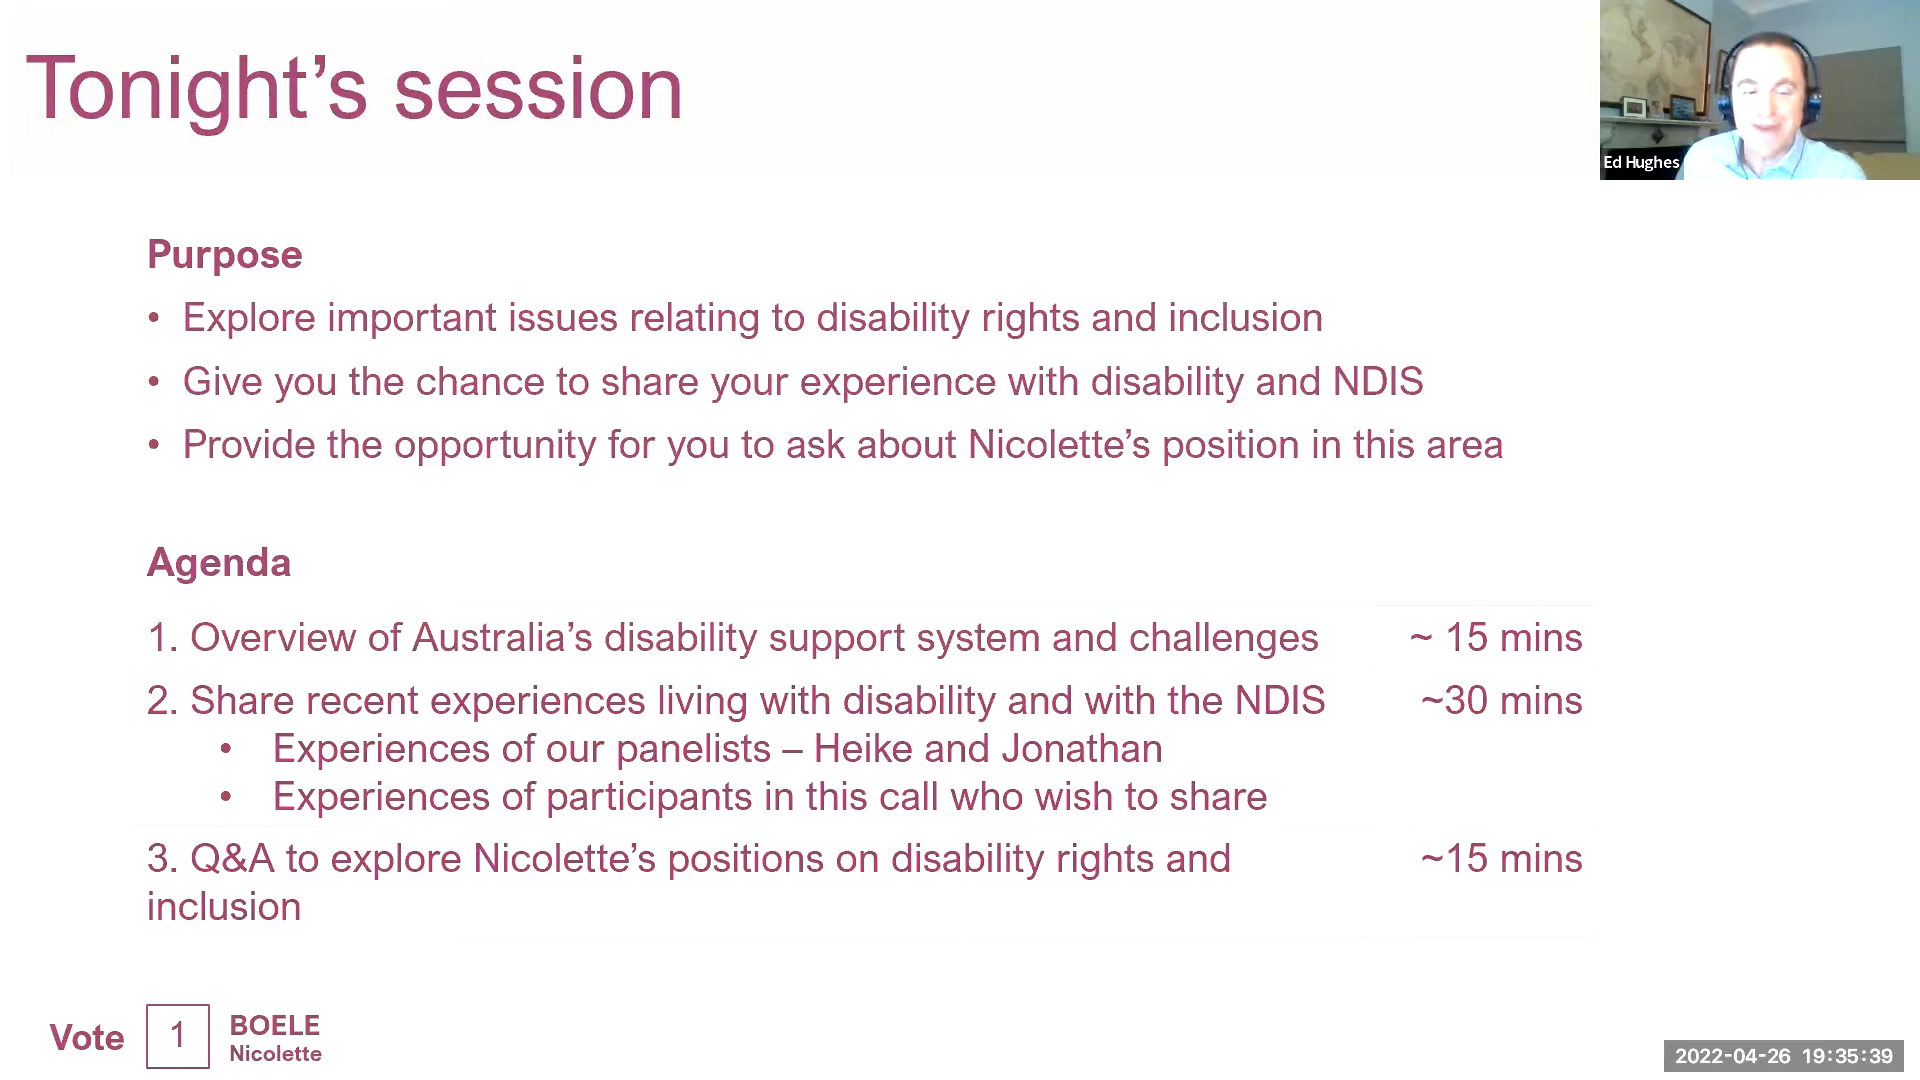 Tonight’s session
Ed Hughes
Purpose
• Explore important issues relating to disability rights and inclusion
• Give you the chance to share your experience with disability and NDIS
• Provide the opportunity for you to ask about Nicolette’s position in this area
Agenda
1. Overview of Australia’s disability support system and challenges ~ 15 mins
2. Share recent experiences living with disability and with the NDIS ~30 mins
• Experiences of our panelists – Heike and Jonathan
• Experiences of participants in this call who wish to share
3. Q&A to explore Nicolette’s positions on disability rights and ~15 mins
inclusion
Vote 1 BOELE
Nicolette
2022-04-26 19:35:39